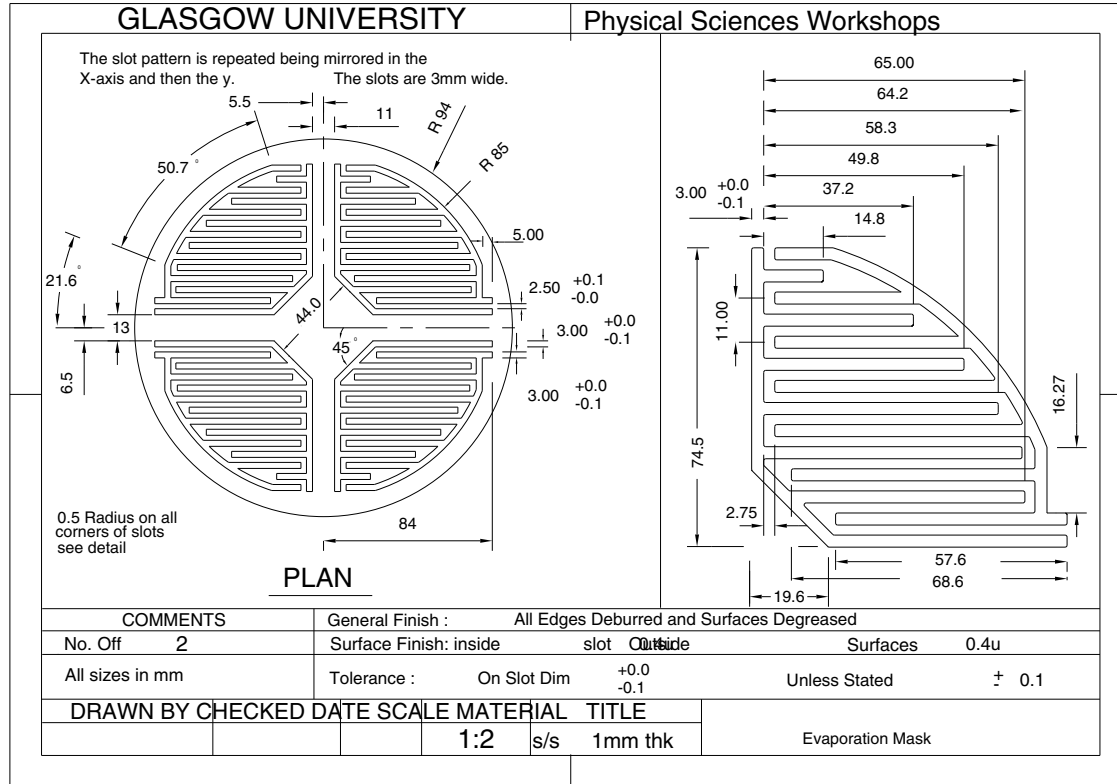 GLASGOW UNIVERSITY
Physical Sciences Workshops
The slot pattern is repeated being mirrored in the
X-axis and then the y.
The slots are 3mm wide.
5.5
11
R 94
R 85
50.7 °
21.6 °
13
6.5
44.0
45 °
5.00
2.50 +0.1 -0.0
3.00 +0.0 -0.1
3.00 +0.0 -0.1
84
0.5 Radius on all
corners of slots
see detail
PLAN
65.00
64.2
58.3
49.8
37.2
14.8
3.00 +0.0 -0.1
11.00
74.5
16.27
2.75
57.6
68.6
19.6
COMMENTS
General Finish : All Edges Deburred and Surfaces Degreased
No. Off 2
Surface Finish: inside slot 0.4u Outside Surfaces 0.4u
All sizes in mm
Tolerance : On Slot Dim +0.0 -0.1 Unless Stated + - 0.1
DRAWN BY CHECKED DATE SCALE MATERIAL TITLE
1:2 s/s 1mm thk Evaporation Mask